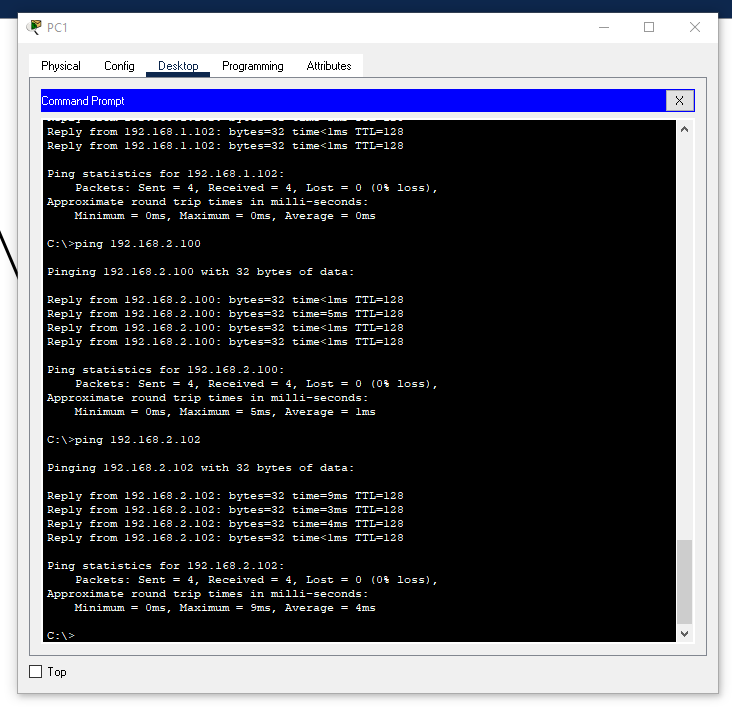 PC1
Physical Config Desktop Programming Attributes
Command Prompt
X
Reply from 192.168.1.102: bytes=32 time<1ms TTL=128
Reply from 192.168.1.102: bytes=32 time<1ms TTL=128
Ping statistics for 192.168.1.102:
Packets: Sent = 4, Received = 4, Lost = 0 (0% loss),
Approximate round trip times in milli-seconds:
Minimum = 0ms, Maximum = 0ms, Average = 0ms
C:\>ping 192.168.2.100
Pinging 192.168.2.100 with 32 bytes of data:
Reply from 192.168.2.100: bytes=32 time<1ms TTL=128
Reply from 192.168.2.100: bytes=32 time=5ms TTL=128
Reply from 192.168.2.100: bytes=32 time<1ms TTL=128
Reply from 192.168.2.100: bytes=32 time<1ms TTL=128
Ping statistics for 192.168.2.100:
Packets: Sent = 4, Received = 4, Lost = 0 (0% loss),
Approximate round trip times in milli-seconds:
Minimum = 0ms, Maximum = 5ms, Average = 1ms
C:\>ping 192.168.2.102
Pinging 192.168.2.102 with 32 bytes of data:
Reply from 192.168.2.102: bytes=32 time=9ms TTL=128
Reply from 192.168.2.102: bytes=32 time=3ms TTL=128
Reply from 192.168.2.102: bytes=32 time=4ms TTL=128
Reply from 192.168.2.102: bytes=32 time<1ms TTL=128
Ping statistics for 192.168.2.102:
Packets: Sent = 4, Received = 4, Lost = 0 (0% loss),
Approximate round trip times in milli-seconds:
Minimum = 0ms, Maximum = 9ms, Average = 4ms
C:\>
Top